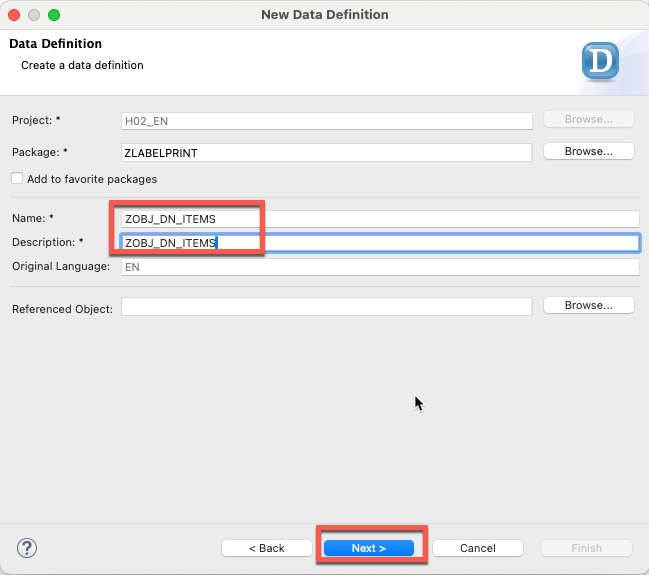 New Data Definition
Data Definition
Create a data definition
D
Project: * H02_EN Browse...
Package: * ZLABELPRINT Browse...
Add to favorite packages
Name: * ZOBJ_DN_ITEMS
Description: * ZOBJ_DN_ITEMS
Original Language: EN
Referenced Object: Browse...
? < Back Next > Cancel Finish